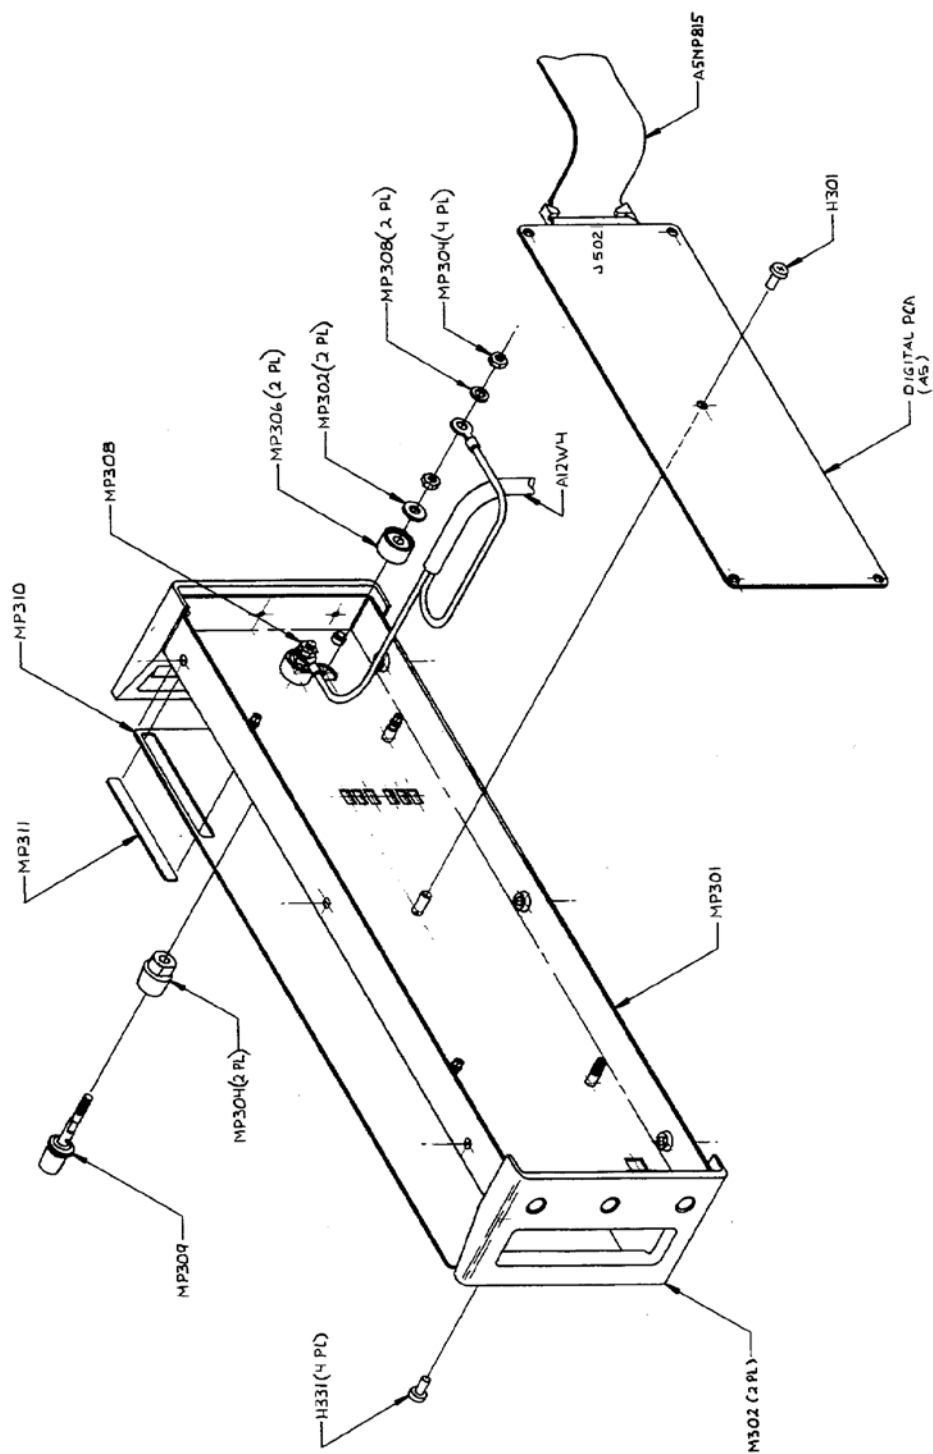 A5MP815
H301
J502
DIGITAL PCA
(A5)
MP308(2 PL)
MP304(4 PL)
MP306(2 PL)
MP302(2 PL)
MP308
A12W4
MP310
MP311
MP301
MP304(2 PL)
MP309
H331(4 PL)
M302(2 PL)